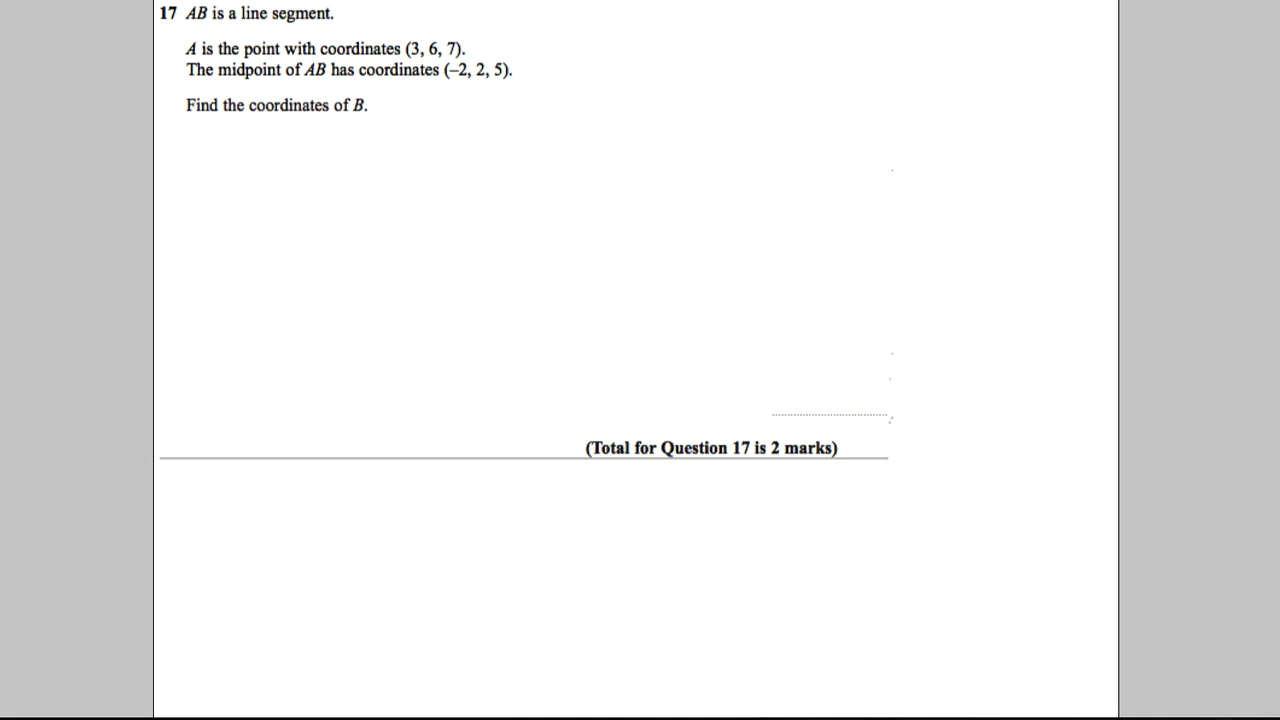 17 AB is a line segment.
A is the point with coordinates (3, 6, 7).
The midpoint of AB has coordinates (–2, 2, 5).
Find the coordinates of B.
(Total for Question 17 is 2 marks)